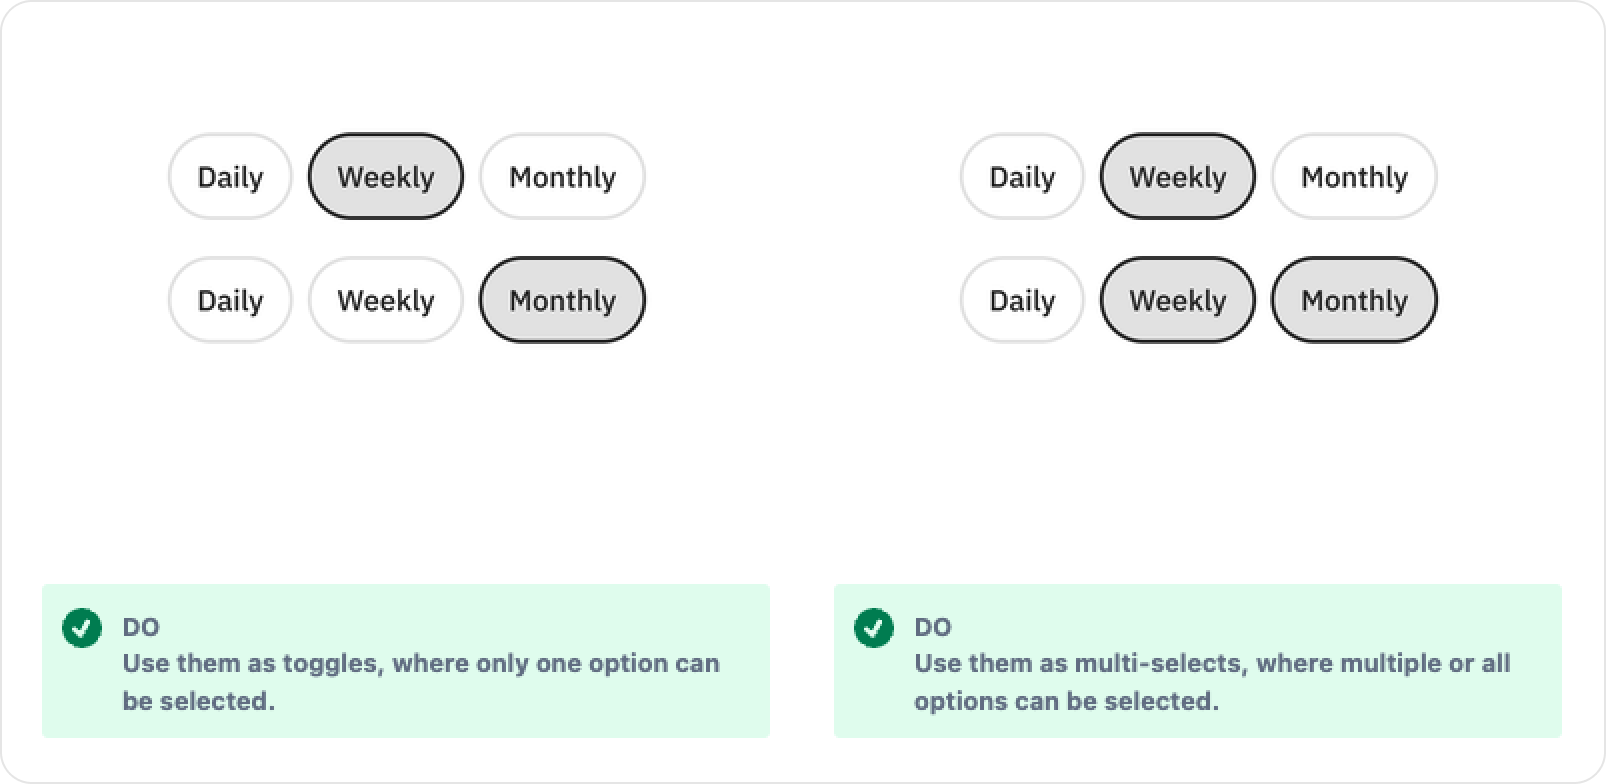 Daily Weekly Monthly
Daily Weekly Monthly
DO
Use them as toggles, where only one option can
be selected.
Daily Weekly Monthly
Daily Weekly Monthly
DO
Use them as multi-selects, where multiple or all
options can be selected.